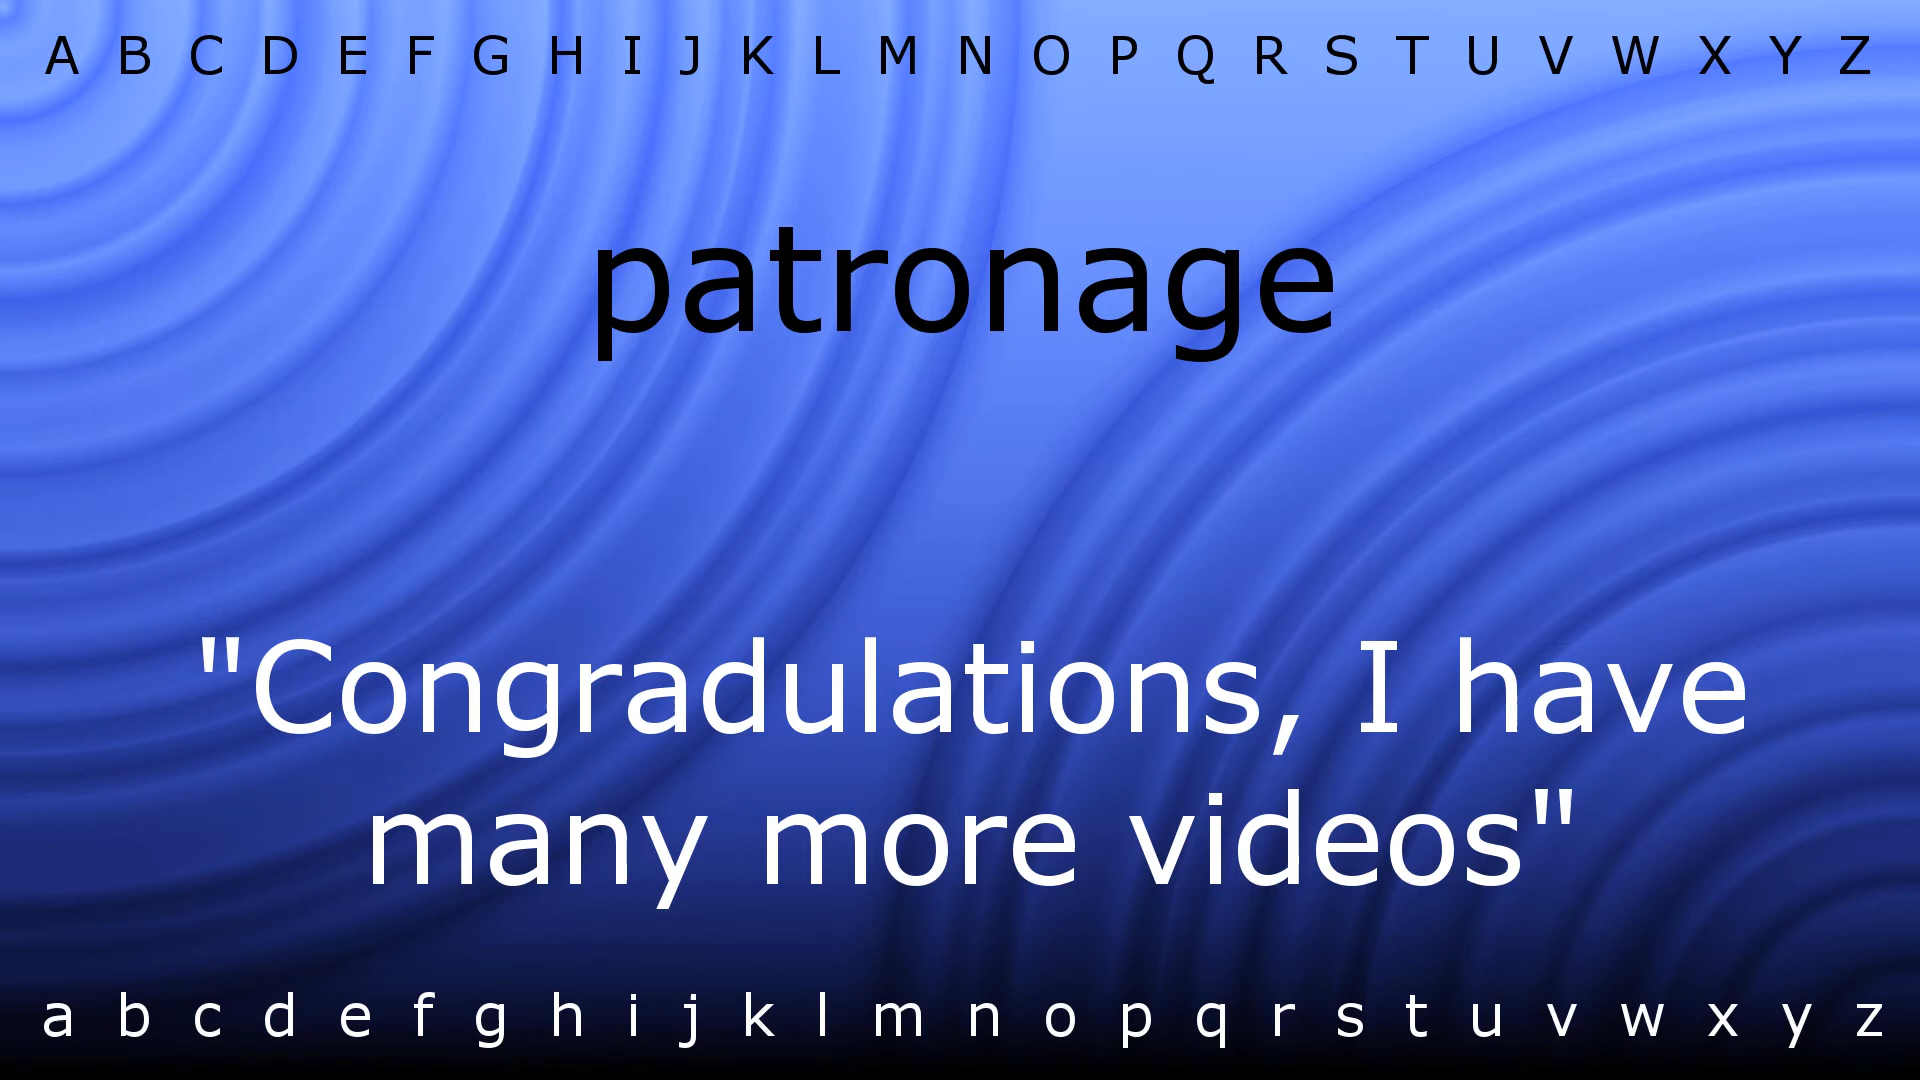 A B C D E F G H I J K L M N O P Q R S T U V W X Y Z
patronage
"Congradulations, I have
many more videos"
a b c d e f g h i j k l m n o p q r s t u v w x y z